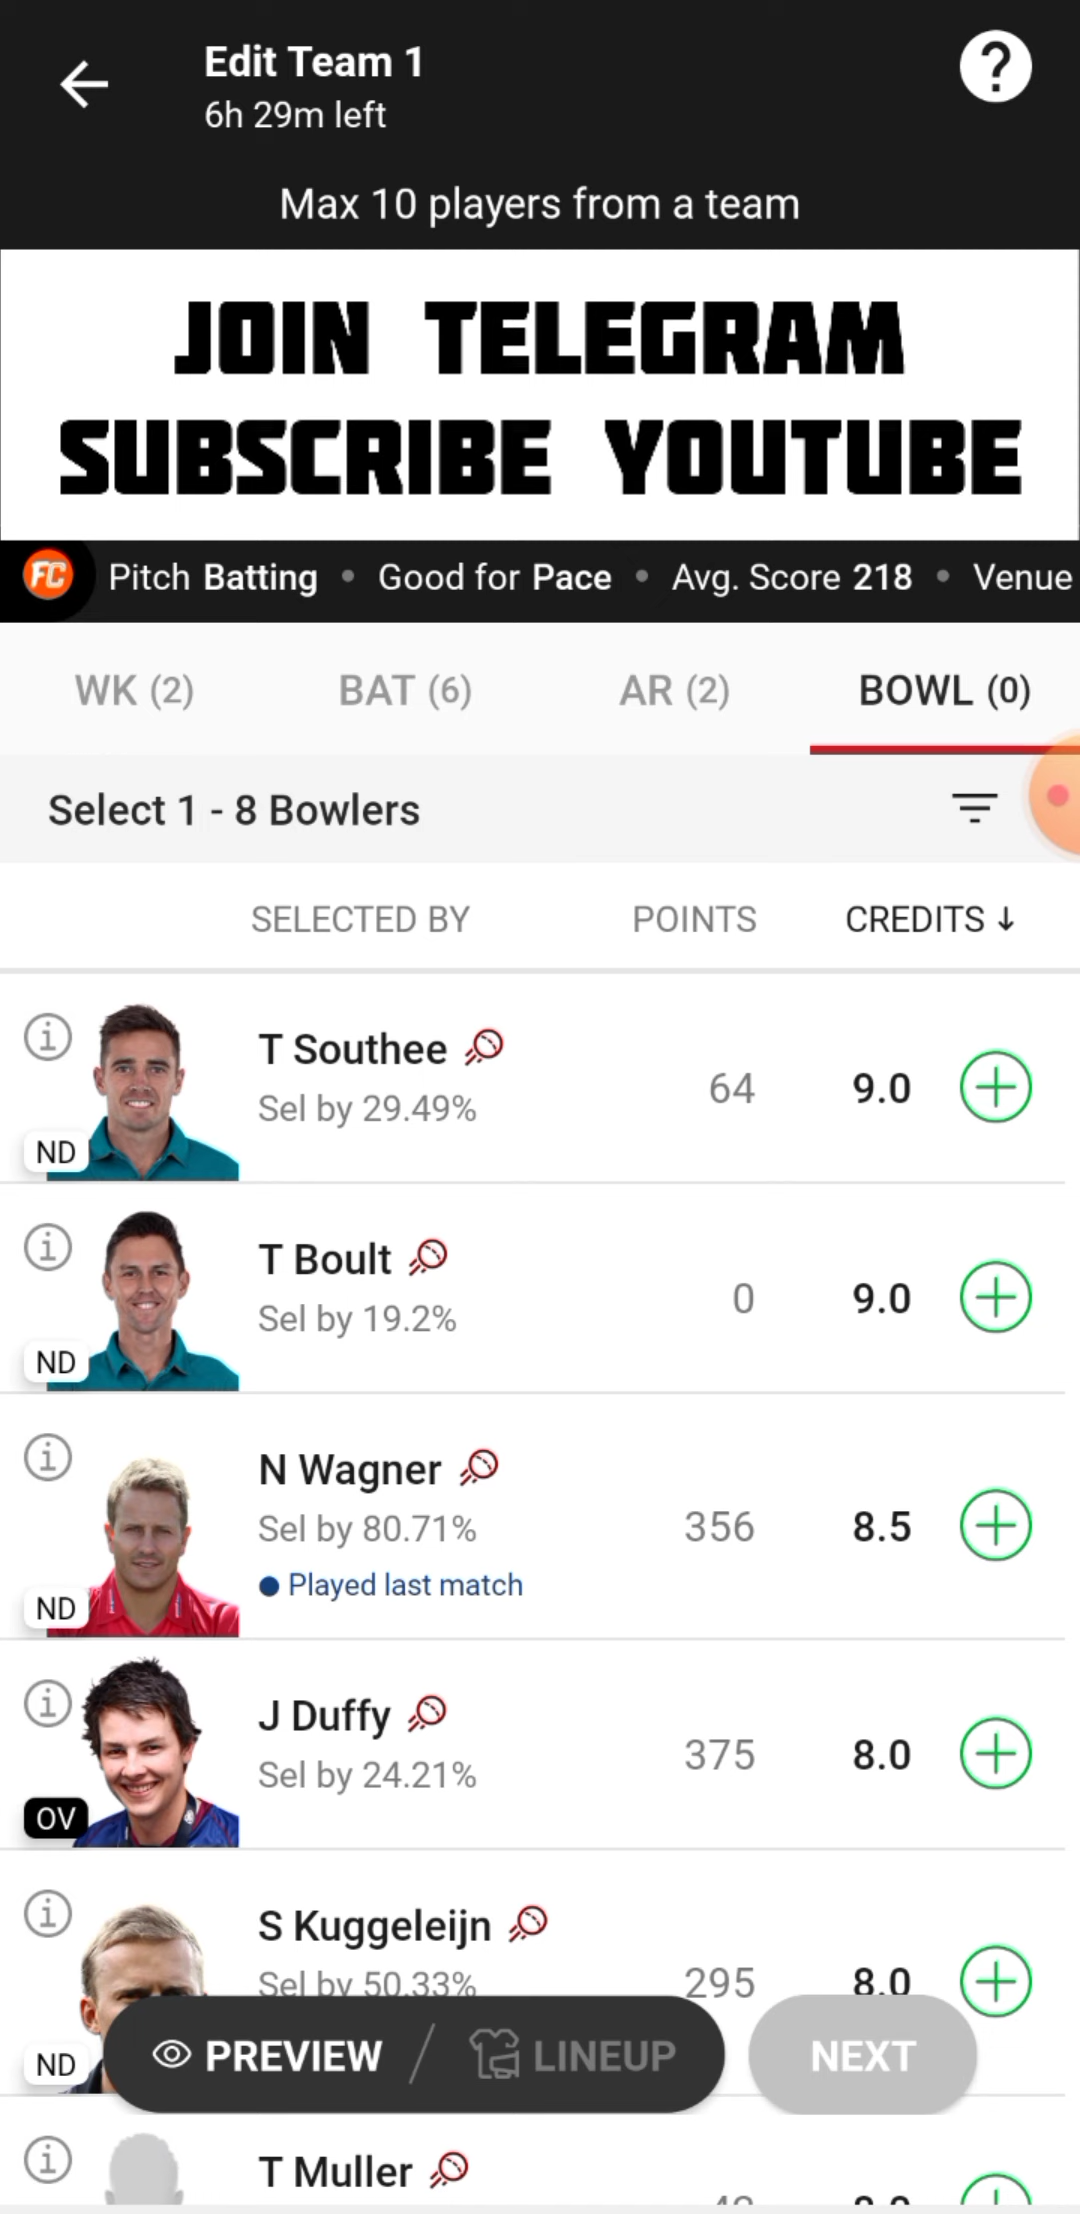 Edit Team 1
6h 29m left
Max 10 players from a team
JOIN TELEGRAM
SUBSCRIBE YOUTUBE
FC Pitch Batting • Good for Pace • Avg. Score 218 • Venue
WK (2) BAT (6) AR (2) BOWL (0)
Select 1 - 8 Bowlers
SELECTED BY POINTS CREDITS ↓
T Southee
Sel by 29.49% 64 9.0
ND
T Boult
Sel by 19.2% 0 9.0
ND
N Wagner
Sel by 80.71% 356 8.5
Played last match
ND
J Duffy
Sel by 24.21% 375 8.0
OV
S Kuggeleijn
Sel by 50.33% 295 8.0
ND
PREVIEW / LINEUP NEXT
T Muller